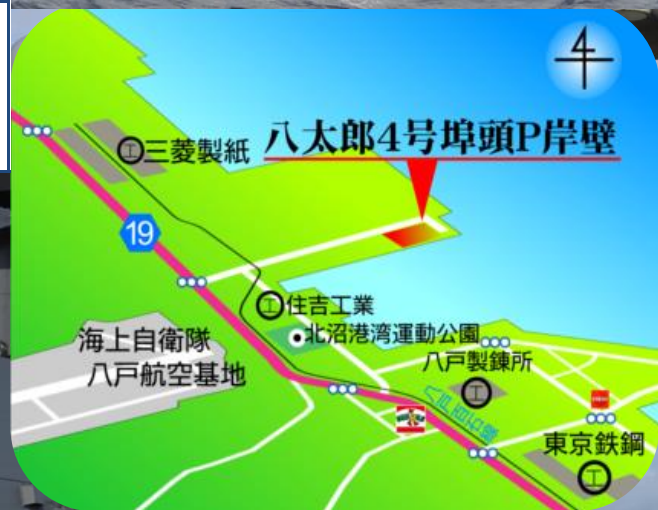 三菱製紙
八太郎4号埠頭P岸壁
19
住吉工業
北沼港湾運動公園
海上自衛隊
八戸航空基地
八戸製錬所
東京鉄鋼